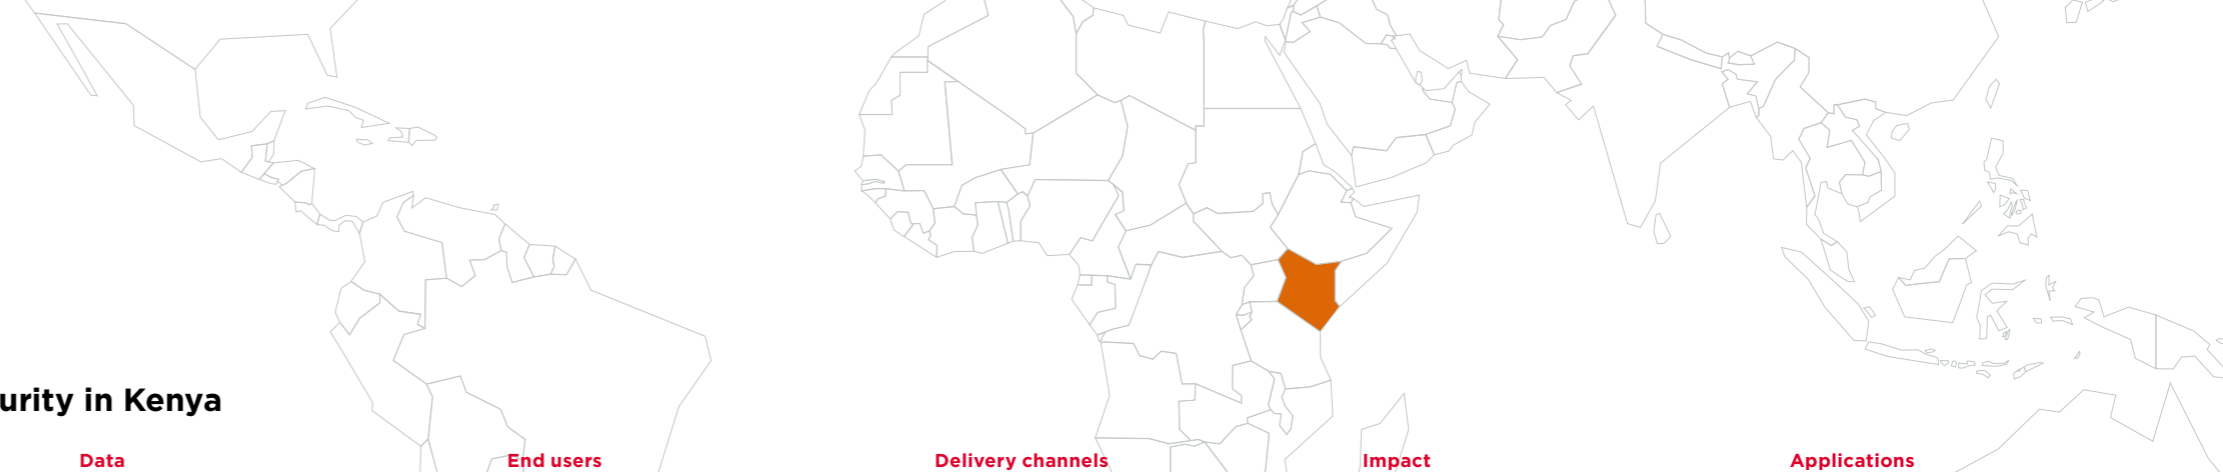 urity in Kenya
Data
End users
Delivery channels
Impact
Applications